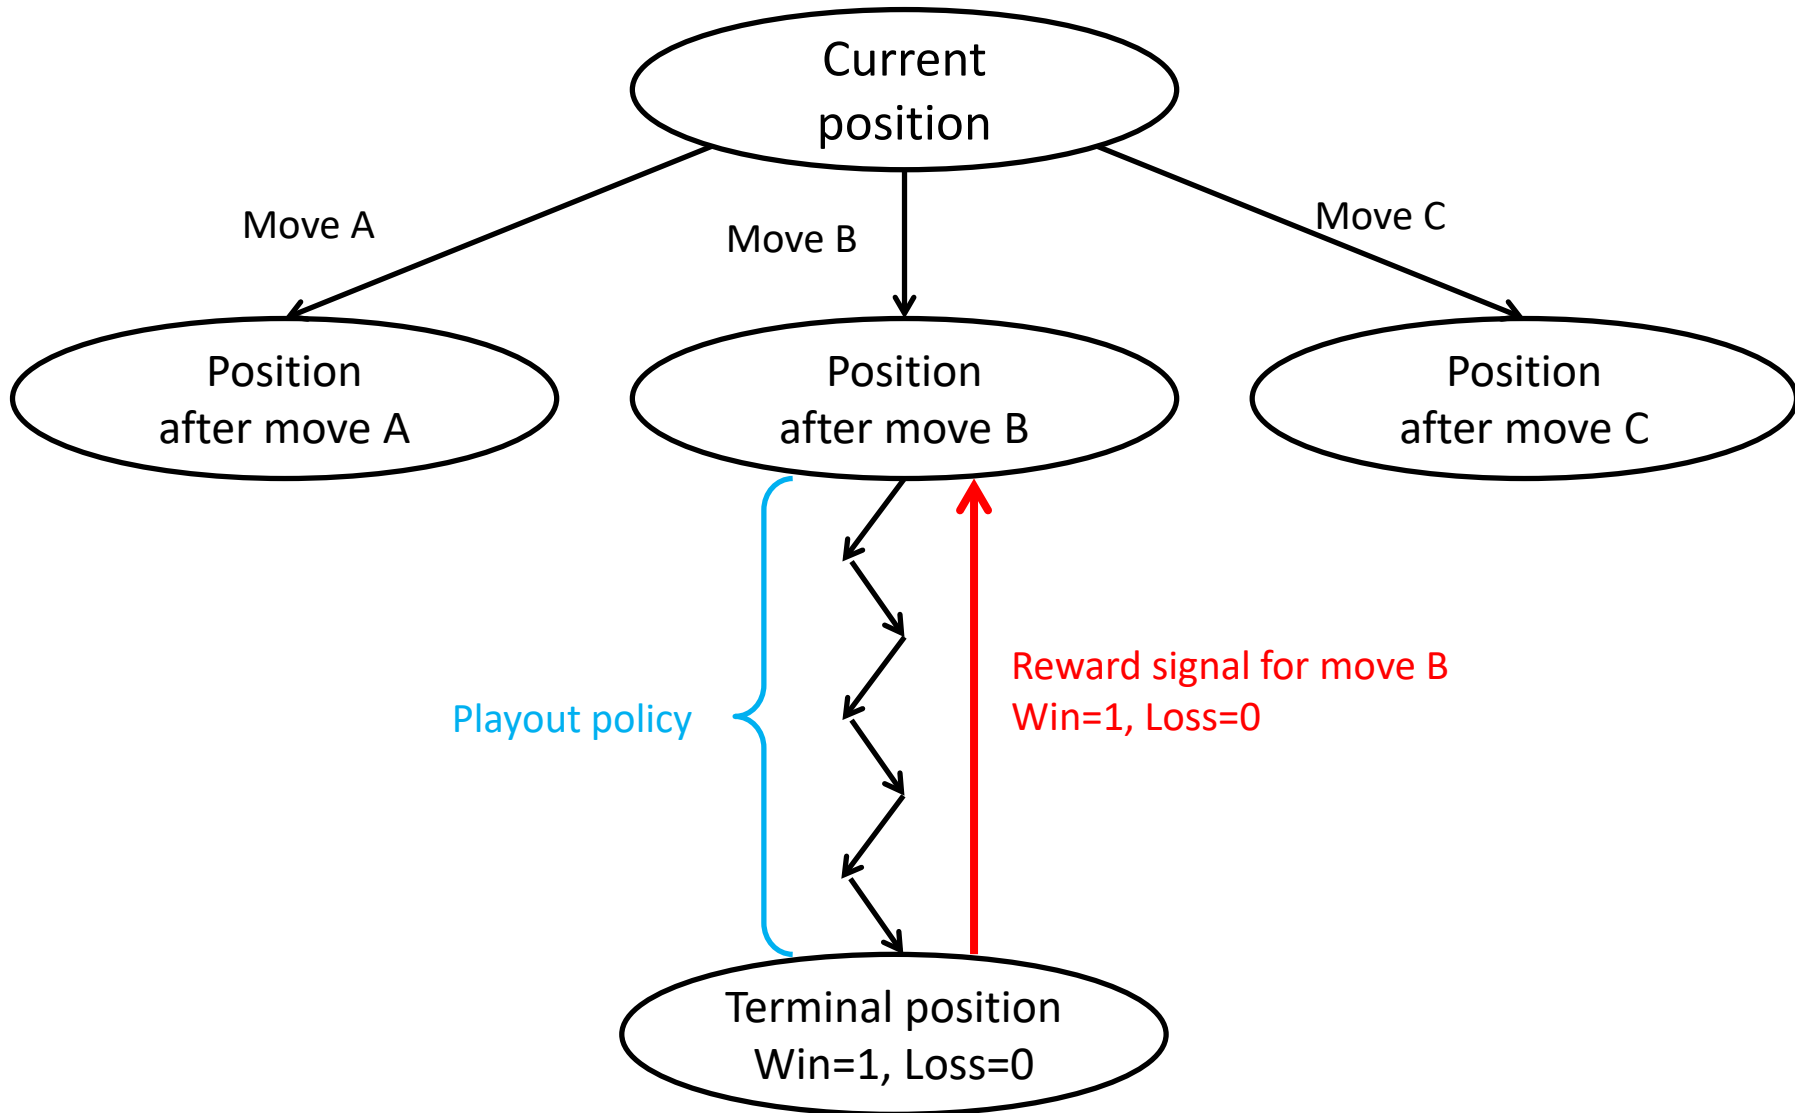 Current
position
Move A
Move B
Move C
Position
after move A
Position
after move B
Position
after move C
Playout policy
Reward signal for move B
Win=1, Loss=0
Terminal position
Win=1, Loss=0